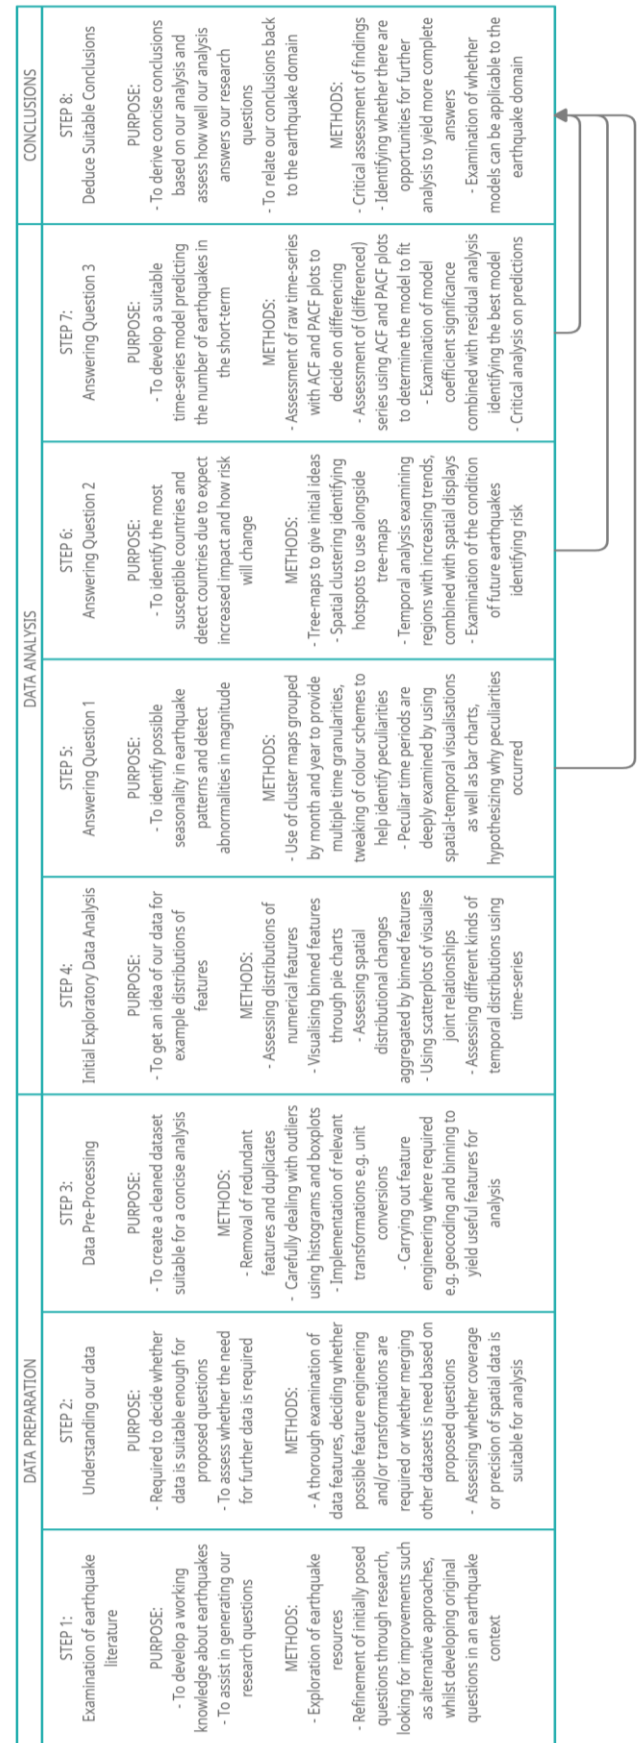 DATA PREPARATION
STEP 1:
Examination of earthquake
literature
PURPOSE:
- To develop a working
knowledge about earthquakes
- To assist in generating our
research questions
METHODS:
- Exploration of earthquake
resources
- Refinement of initially posed
questions through research,
looking for improvements such
as alternative approaches,
whilst developing original
questions in an earthquake
context
STEP 2:
Understanding our data
PURPOSE:
- Required to decide whether
data is suitable enough for
proposed questions
- To assess whether the need
for further data is required
METHODS:
- A thorough examination of
data features, deciding whether
possible feature engineering
and/or transformations are
required or whether merging
other datasets is need based on
proposed questions
- Assessing whether coverage
or precision of spatial data is
suitable for analysis
STEP 3:
Data Pre-Processing
PURPOSE:
- To create a cleaned dataset
suitable for a concise analysis
METHODS:
- Removal of redundant
features and duplicates
- Carefully dealing with outliers
using histograms and boxplots
- Implementation of relevant
transformations e.g. unit
conversions
- Carrying out feature
engineering where required
e.g. geocoding and binning to
yield useful features for
analysis
DATA ANALYSIS
STEP 4:
Initial Exploratory Data Analysis
PURPOSE:
- To get an idea of our data for
example distributions of
features
METHODS:
- Assessing distributions of
numerical features
- Visualising binned features
through pie charts
- Assessing spatial
distributional changes
aggregated by binned features
- Using scatterplots of visualise
joint relationships
- Assessing different kinds of
temporal distributions using
time-series
STEP 5:
Answering Question 1
PURPOSE:
- To identify possible
seasonality in earthquake
patterns and detect
abnormalities in magnitude
METHODS:
- Use of cluster maps grouped
by month and year to provide
multiple time granularities,
tweaking of colour schemes to
help identify peculiarities
- Peculiar time periods are
deeply examined by using
spatial-temporal visualisations
as well as bar charts,
hypothesizing why peculiarities
occurred
STEP 6:
Answering Question 2
PURPOSE:
- To identify the most
susceptible countries and
detect countries due to expect
increased impact and how risk
will change
METHODS:
- Tree-maps to give initial ideas
- Spatial clustering identifying
hotspots to use alongside
tree-maps
- Temporal analysis examining
regions with increasing trends,
combined with spatial displays
- Examination of the condition
of future earthquakes
identifying risk
STEP 7:
Answering Question 3
PURPOSE:
- To develop a suitable
time-series model predicting
the number of earthquakes in
the short-term
METHODS:
- Assessment of raw time-series
with ACF and PACF plots to
decide on differencing
- Assessment of (differenced)
series using ACF and PACF plots
to determine the model to fit
- Examination of model
coefficient significance
combined with residual analysis
identifying the best model
- Critical analysis on predictions
CONCLUSIONS
STEP 8:
Deduce Suitable Conclusions
PURPOSE:
- To derive concise conclusions
based on our analysis and
assess how well our analysis
answers our research
questions
- To relate our conclusions back
to the earthquake domain
METHODS:
- Critical assessment of findings
- Identifying whether there are
opportunities for further
analysis to yield more complete
answers
- Examination of whether
models can be applicable to the
earthquake domain